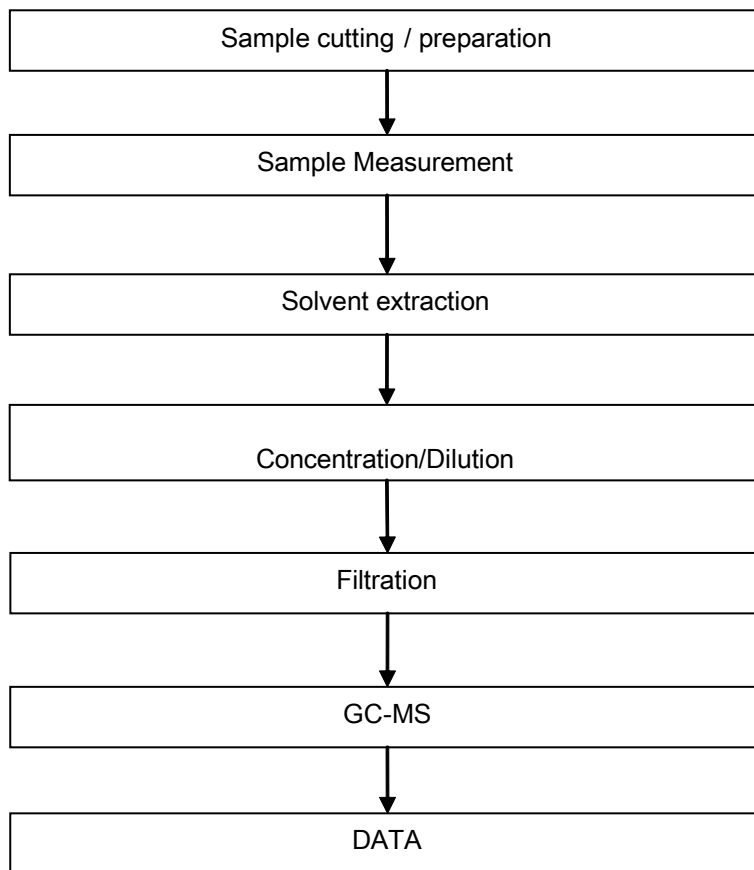 Sample cutting / preparation
Sample Measurement
Solvent extraction
Concentration/Dilution
Filtration
GC-MS
DATA